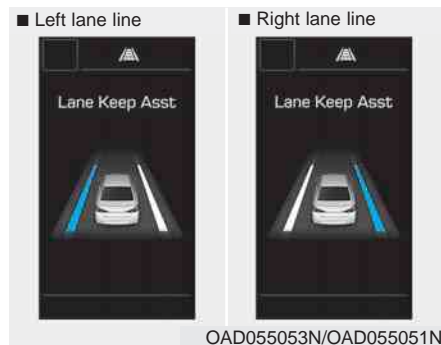 ■ Left lane line
■ Right lane line
Lane Keep Asst
Lane Keep Asst
OAD055053N/OAD055051N